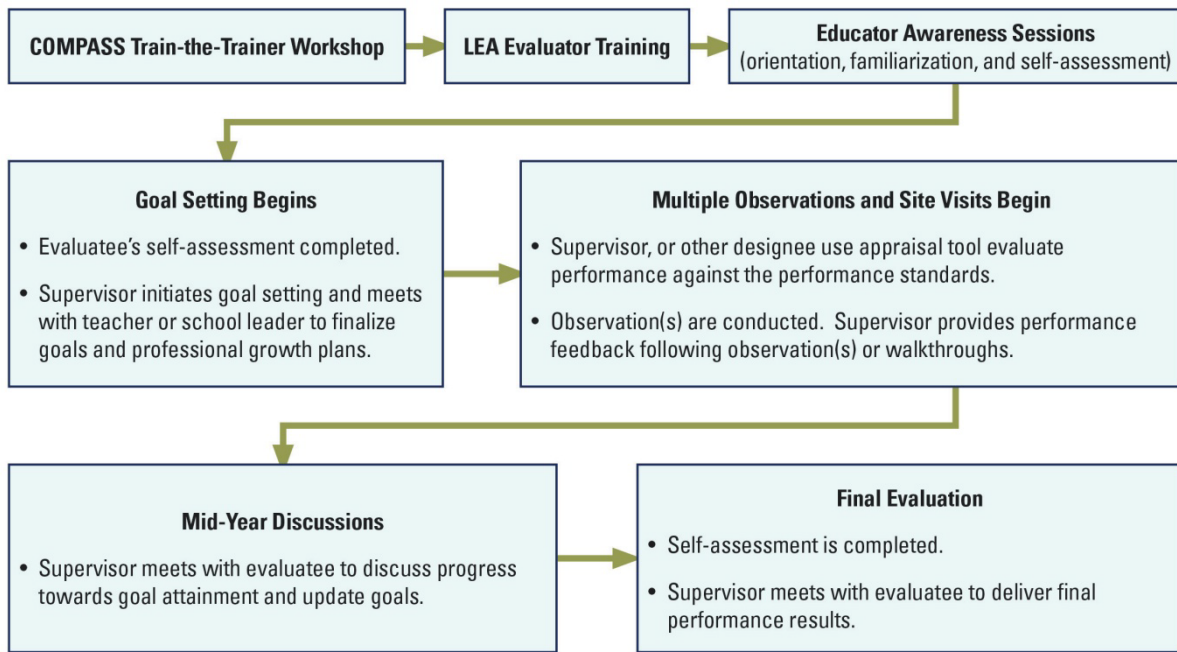 COMPASS Train-the-Trainer Workshop
LEA Evaluator Training
Educator Awareness Sessions
(orientation, familiarization, and self-assessment)
Goal Setting Begins
• Evaluatee's self-assessment completed.
• Supervisor initiates goal setting and meets
with teacher or school leader to finalize
goals and professional growth plans.
Multiple Observations and Site Visits Begin
• Supervisor, or other designee use appraisal tool evaluate
performance against the performance standards.
• Observation(s) are conducted. Supervisor provides performance
feedback following observation(s) or walkthroughs.
Mid-Year Discussions
• Supervisor meets with evaluatee to discuss progress
towards goal attainment and update goals.
Final Evaluation
• Self-assessment is completed.
• Supervisor meets with evaluatee to deliver final
performance results.